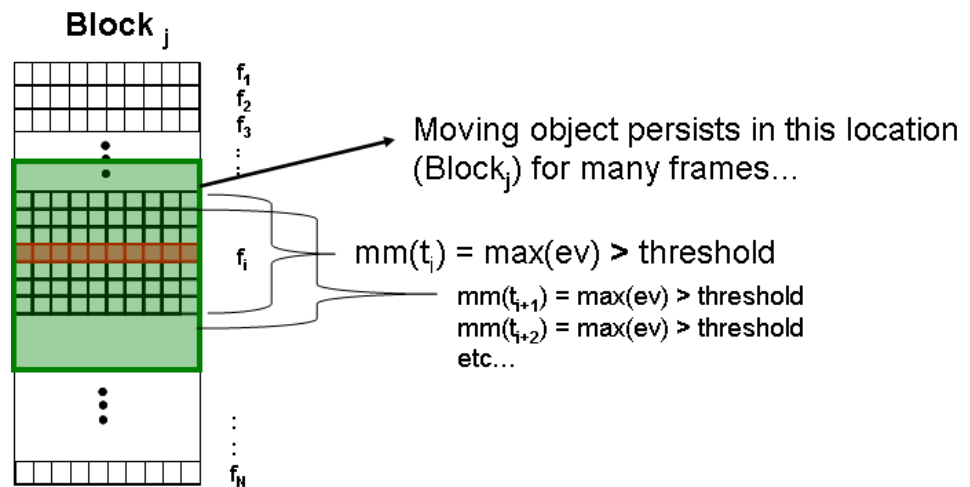 Block j
f1
f2
f3
Moving object persists in this location
(Blockj) for many frames...
fi
mm(ti) = max(ev) > threshold
mm(ti+1) = max(ev) > threshold
mm(ti+2) = max(ev) > threshold
etc...
fN